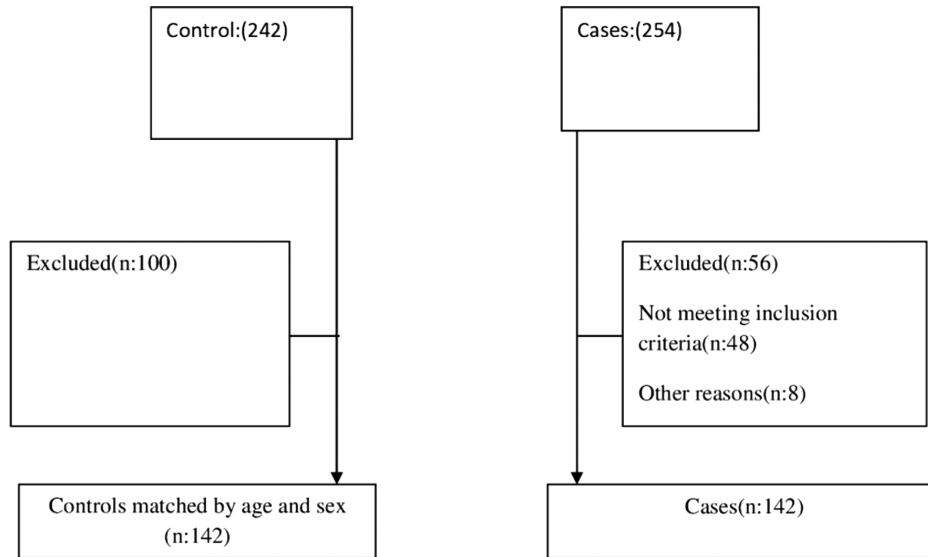 Control:(242)
Cases:(254)
Excluded(n:100)
Excluded(n:56)
Not meeting inclusion
criteria(n:48)
Other reasons(n:8)
Controls matched by age and sex
(n:142)
Cases(n:142)